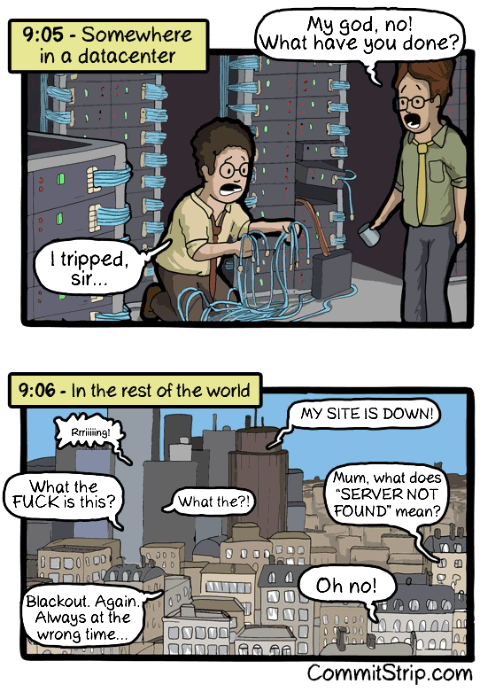 9:05 - Somewhere
in a datacenter
My god, no!
What have you done?
I tripped,
sir...
9:06 - In the rest of the world
Rrriiiiing!
MY SITE IS DOWN!
What the
FUCK is this?
What the?!
Mum, what does
"SERVER NOT
FOUND" mean?
Blackout. Again.
Always at the
wrong time...
Oh no!
CommitStrip.com